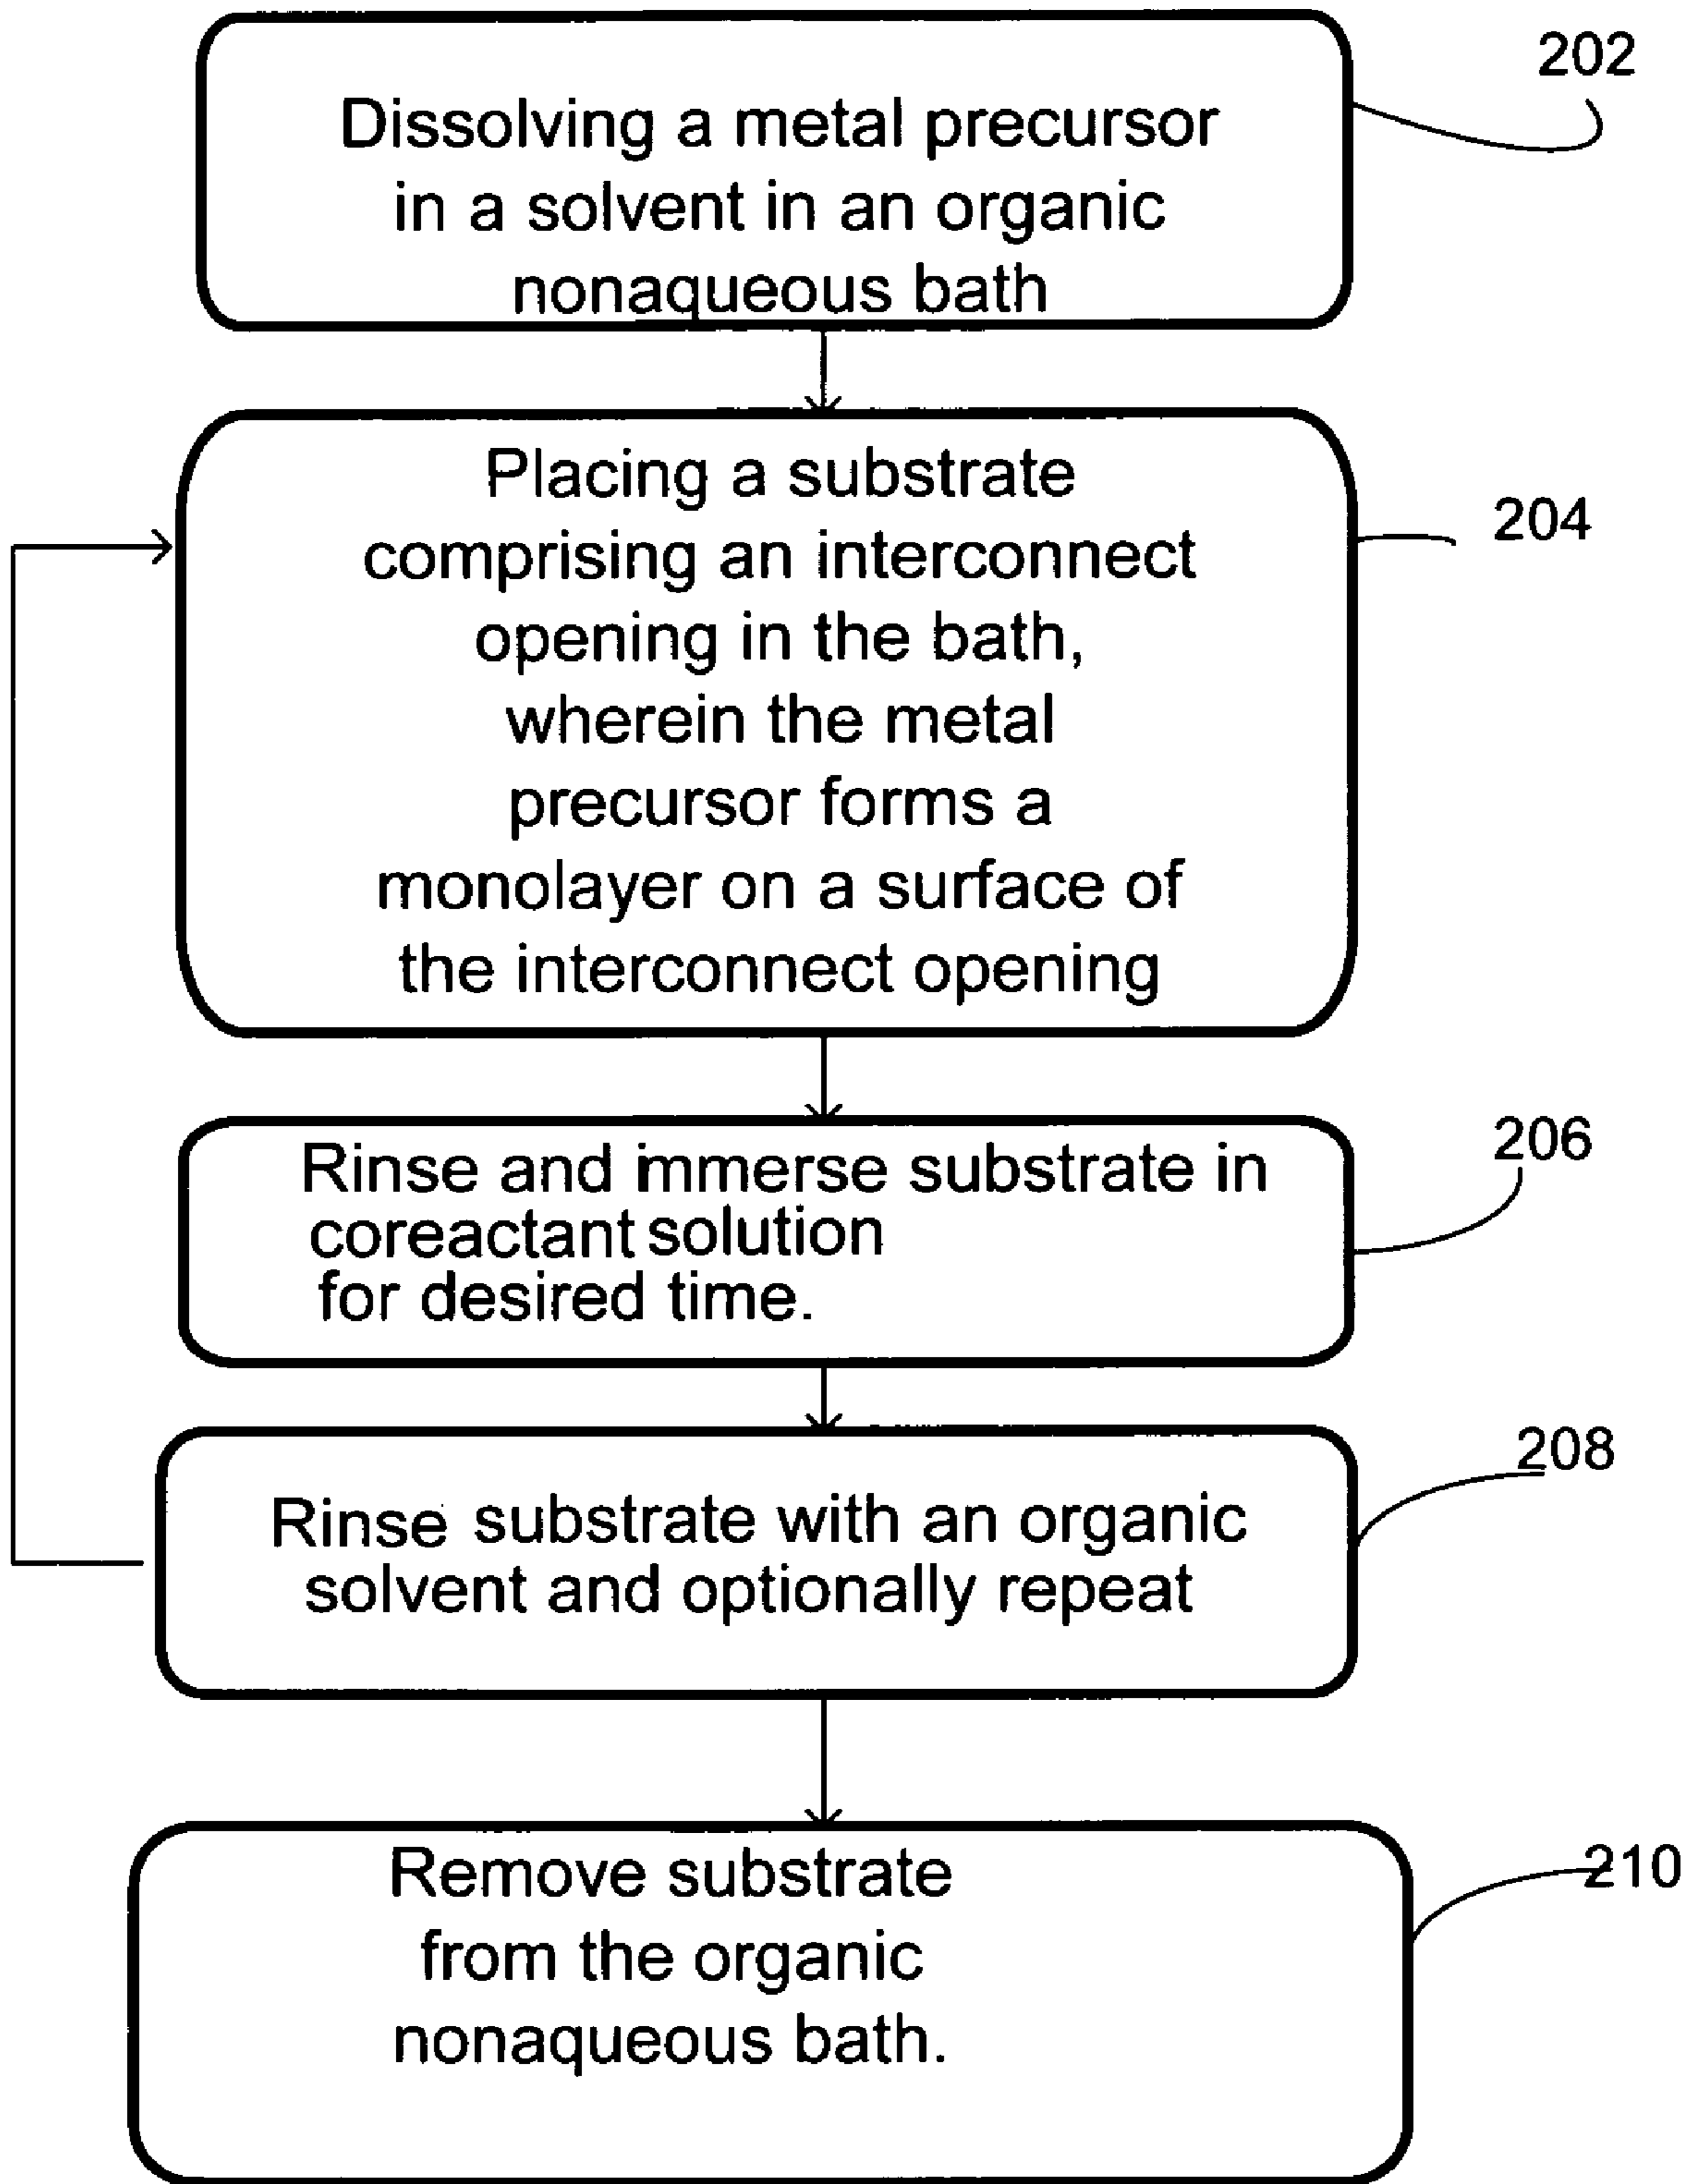 202
Dissolving a metal precursor
in a solvent in an organic
nonaqueous bath
204
Placing a substrate
comprising an interconnect
opening in the bath,
wherein the metal
precursor forms a
monolayer on a surface of
the interconnect opening
206
Rinse and immerse substrate in
coreactant solution
for desired time.
208
Rinse substrate with an organic
solvent and optionally repeat
210
Remove substrate
from the organic
nonaqueous bath.